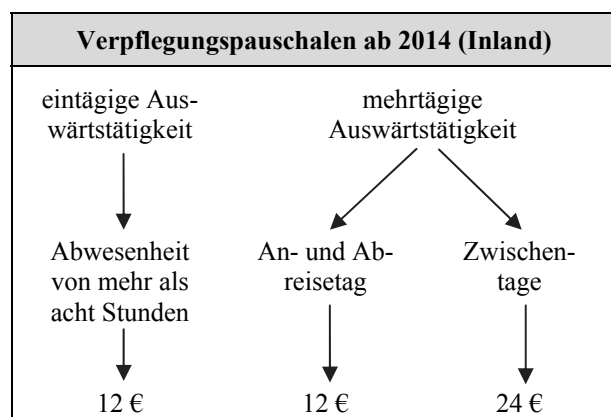 Verpflegungspauschalen ab 2014 (Inland)
eintägige Aus-
wärtstätigkeit
mehrtägige
Auswärtstätigkeit
Abwesenheit
von mehr als
acht Stunden
An- und Ab-
reisetag
Zwischen-
tage
12 €
12 €
24 €